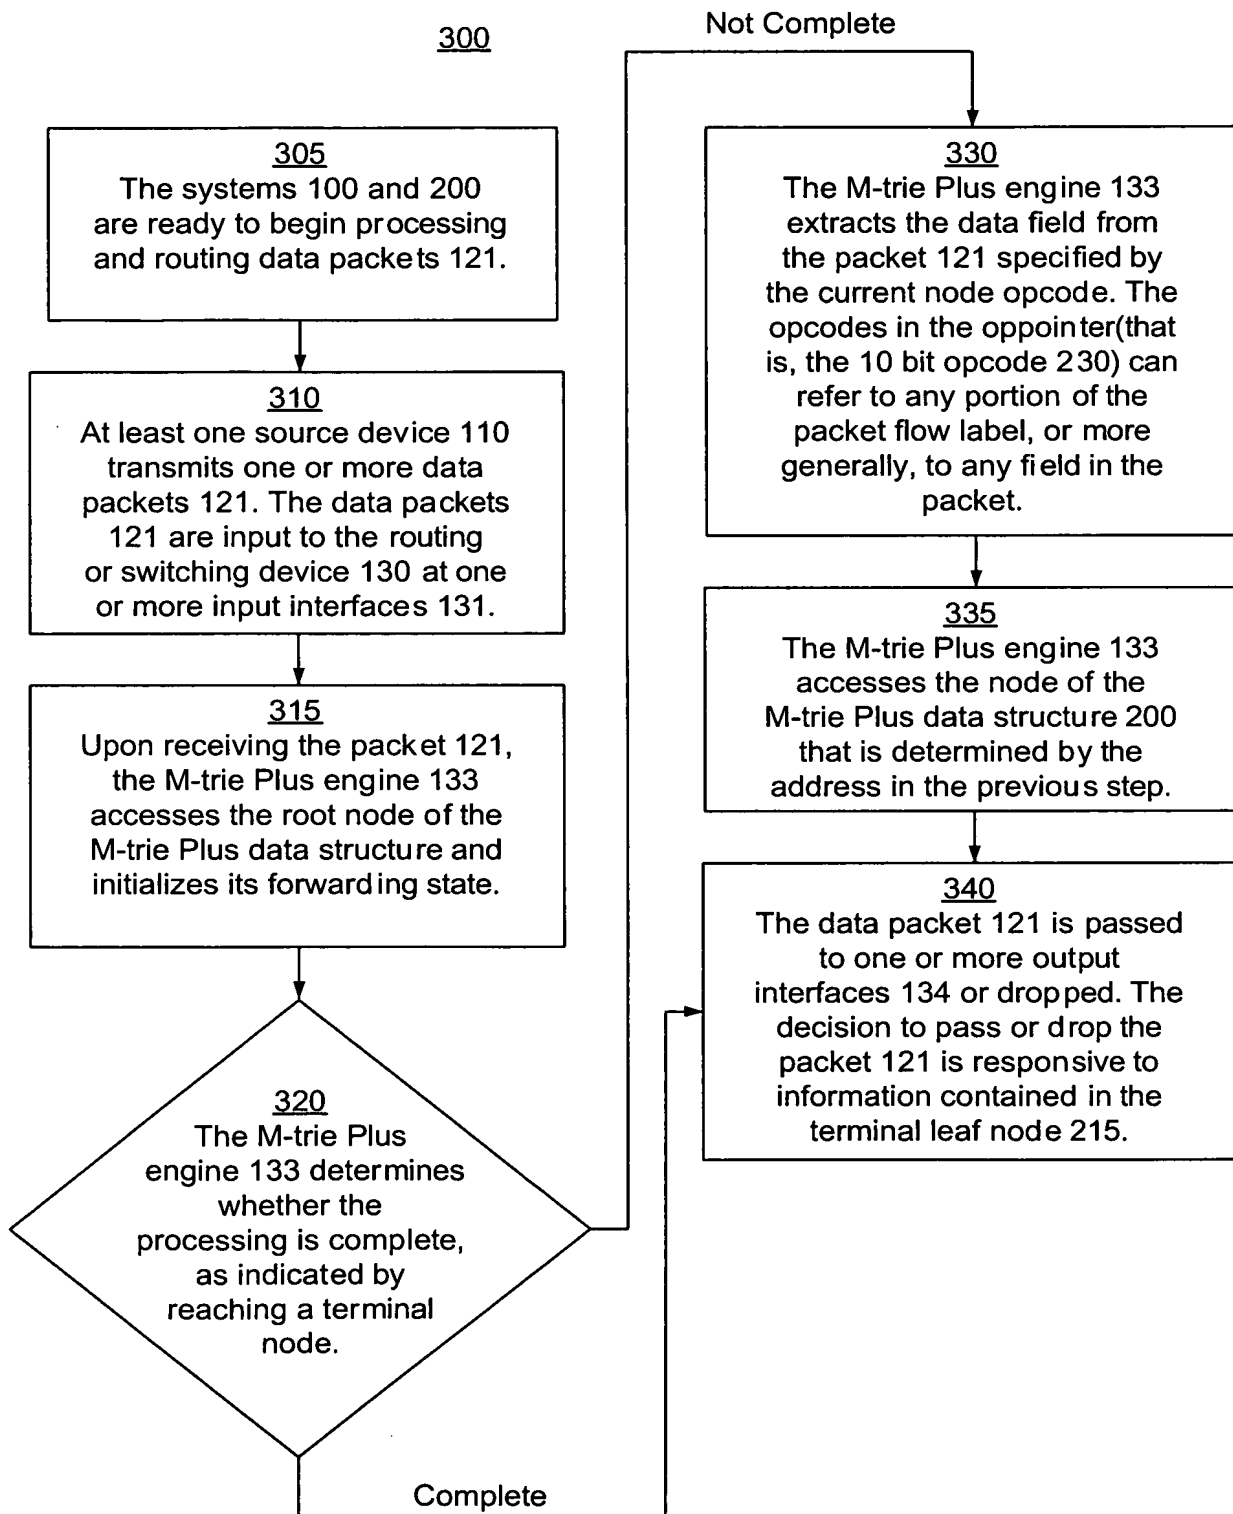 300
Not Complete
305
The systems 100 and 200
are ready to begin processing
and routing data packets 121.
310
At least one source device 110
transmits one or more data
packets 121. The data packets
121 are input to the routing
or switching device 130 at one
or more input interfaces 131.
315
Upon receiving the packet 121,
the M-trie Plus engine 133
accesses the root node of the
M-trie Plus data structure and
initializes its forwarding state.
320
The M-trie Plus
engine 133 determines
whether the
processing is complete,
as indicated by
reaching a terminal
node.
Complete
330
The M-trie Plus engine 133
extracts the data field from
the packet 121 specified by
the current node opcode. The
opcodes in the oppointer(that
is, the 10 bit opcode 230) can
refer to any portion of the
packet flow label, or more
generally, to any field in the
packet.
335
The M-trie Plus engine 133
accesses the node of the
M-trie Plus data structure 200
that is determined by the
address in the previous step.
340
The data packet 121 is passed
to one or more output
interfaces 134 or dropped. The
decision to pass or drop the
packet 121 is responsive to
information contained in the
terminal leaf node 215.